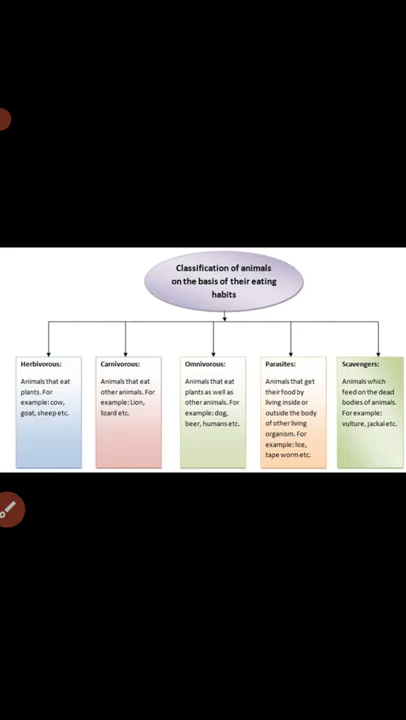 Classification of animals
on the basis of their eating
habits
Herbivorous:
Animals that eat
plants. For
example: cow,
goat, sheep etc.
Carnivorous:
Animals that eat
other animals. For
example: Lion,
lizard etc.
Omnivorous:
Animals that eat
plants as well as
other animals. For
example: dog,
beer, humans etc.
Parasites:
Animals that get
their food by
living inside or
outside the body
of other living
organism. For
example: lice,
tape worm etc.
Scavengers:
Animals which
feed on the dead
bodies of animals.
For example:
vulture, jackal etc.